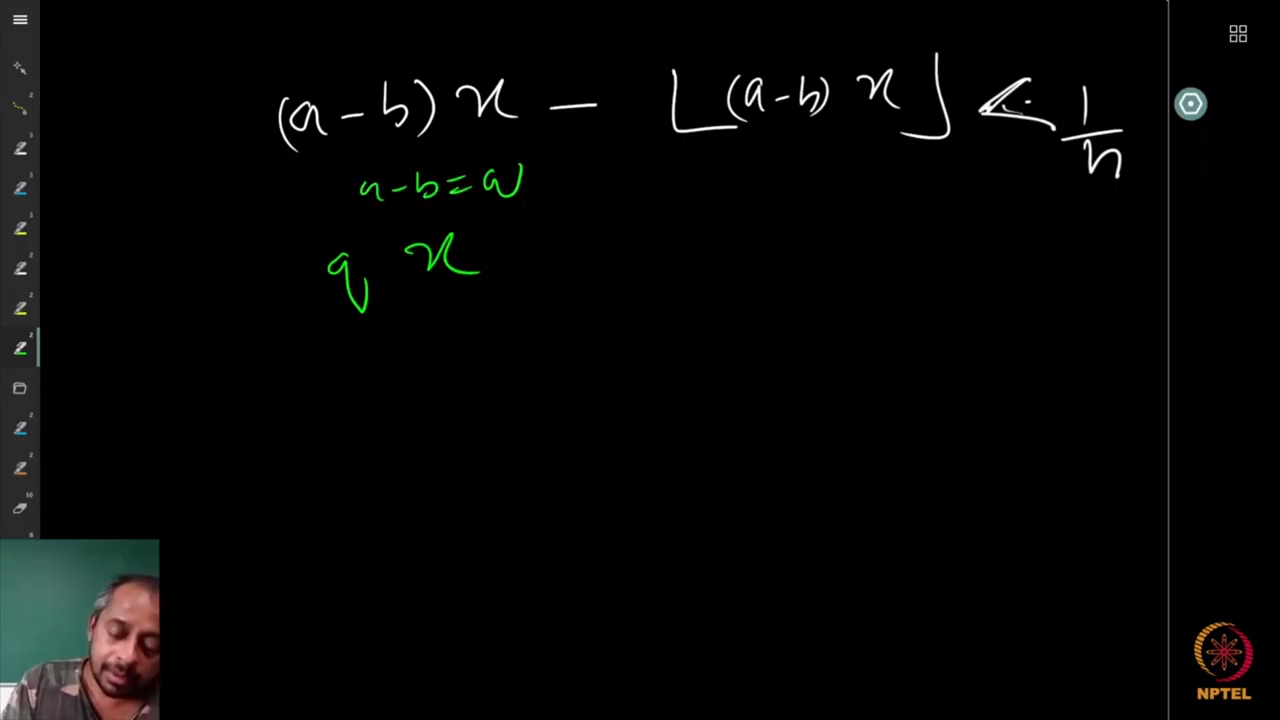 (a-b) x - ⌊(a-b) x⌋ < 1/n
a-b = q
q x
NPTEL